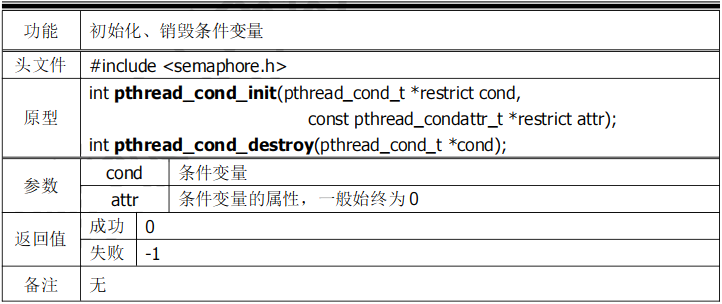 功能 初始化、销毁条件变量
头文件 #include <semaphore.h>
原型 int pthread_cond_init(pthread_cond_t *restrict cond,
const pthread_condattr_t *restrict attr);
int pthread_cond_destroy(pthread_cond_t *cond);
参数 cond 条件变量
attr 条件变量的属性，一般始终为 0
返回值 成功 0
失败 -1
备注 无